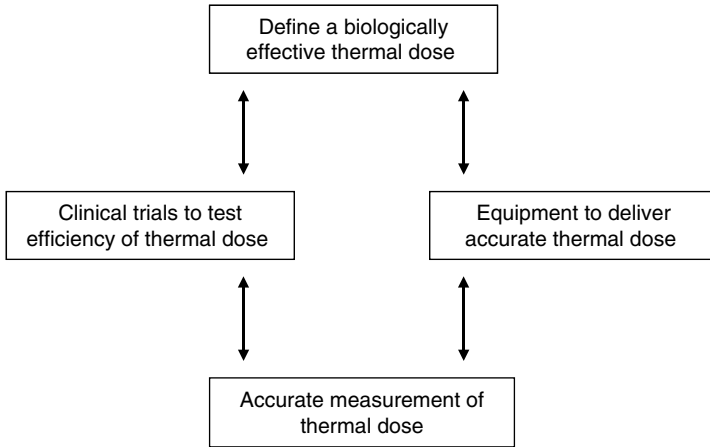 Define a biologically
effective thermal dose
Clinical trials to test
efficiency of thermal dose
Equipment to deliver
accurate thermal dose
Accurate measurement of
thermal dose